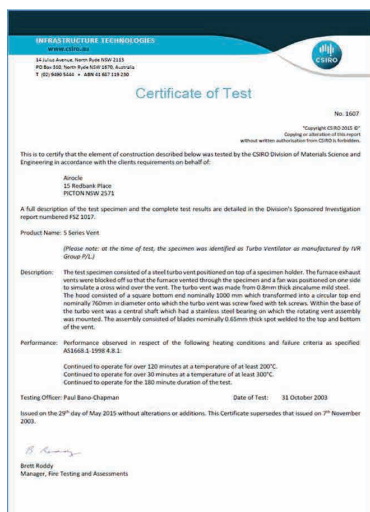 INFRASTRUCTURE TECHNOLOGIES
www.csiro.au
14 Julius Avenue, North Ryde NSW 2113
PO Box 310, North Ryde NSW 1670, Australia
T (02) 9490 5444 • ABN 41 687 119 230
CSIRO
Certificate of Test
No. 1607
"Copyright CSIRO 2015 ©"
Copying or alteration of this report
without written authorisation from CSIRO is forbidden.
This is to certify that the element of construction described below was tested by the CSIRO Division of Materials Science and
Engineering in accordance with the clients requirements on behalf of:
Airocle
15 Redbank Place
PICTON NSW 2571
A full description of the test specimen and the complete test results are detailed in the Division's Sponsored Investigation
report numbered FSZ 1017.
Product Name: S Series Vent
(Please note: at the time of test, the specimen was identified as Turbo Ventilator as manufactured by IVR
Group P/L.)
Description: The test specimen consisted of a steel turbo vent positioned on top of a specimen holder. The furnace exhaust
vents were blocked off so that the furnace vented through the specimen and a fan was positioned on one side
to simulate a cross wind over the vent. The turbo vent was made from 0.8mm thick zincalume mild steel.
The hood consisted of a square bottom end nominally 1000 mm which transformed into a circular top end
nominally 760mm in diameter onto which the turbo vent was screw fixed with tek screws. Within the base of
the turbo vent was a central shaft which had a stainless steel bearing on which the rotating vent assembly
was mounted. The assembly consisted of blades nominally 0.65mm thick spot welded to the top and bottom
of the vent.
Performance: Performance observed in respect of the following heating conditions and failure criteria as specified
AS1668.1-1998 4.8.1:
Continued to operate for over 120 minutes at a temperature of at least 200°C.
Continued to operate for over 30 minutes at a temperature of at least 300°C.
Continued to operate for the 180 minute duration of the test.
Testing Officer: Paul Bano-Chapman Date of Test: 31 October 2003
Issued on the 29th day of May 2015 without alterations or additions. This Certificate supersedes that issued on 7th November
2003.
B. Roddy
Brett Roddy
Manager, Fire Testing and Assessments